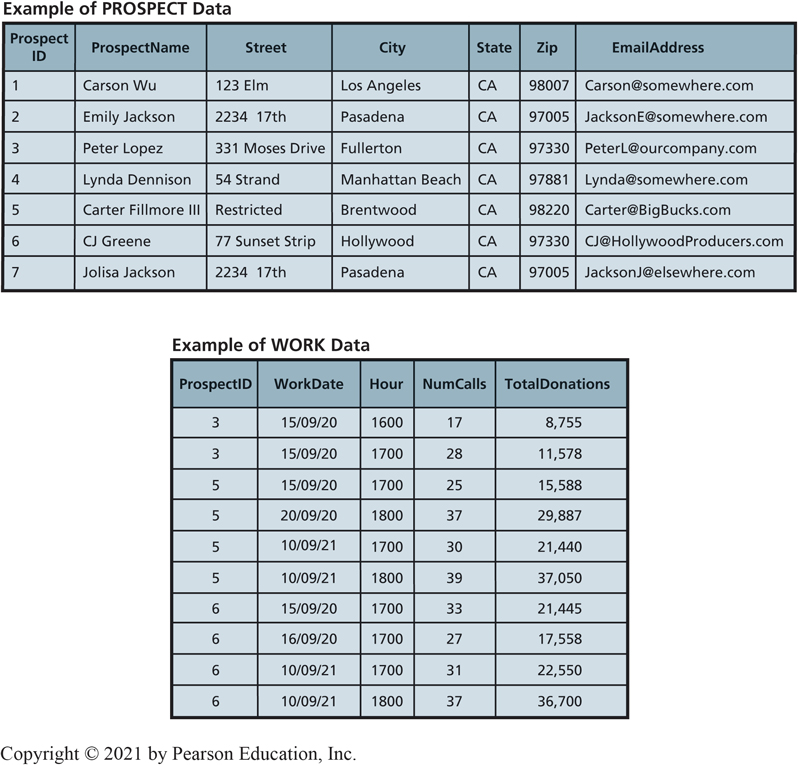 Example of PROSPECT Data
Prospect ID ProspectName Street City State Zip EmailAddress
1 Carson Wu 123 Elm Los Angeles CA 98007 Carson@somewhere.com
2 Emily Jackson 2234 17th Pasadena CA 97005 JacksonE@somewhere.com
3 Peter Lopez 331 Moses Drive Fullerton CA 97330 PeterL@ourcompany.com
4 Lynda Dennison 54 Strand Manhattan Beach CA 97881 Lynda@somewhere.com
5 Carter Fillmore III Restricted Brentwood CA 98220 Carter@BigBucks.com
6 CJ Greene 77 Sunset Strip Hollywood CA 97330 CJ@HollywoodProducers.com
7 Jolisa Jackson 2234 17th Pasadena CA 97005 JacksonJ@elsewhere.com
Example of WORK Data
ProspectID WorkDate Hour NumCalls TotalDonations
3 15/09/20 1600 17 8,755
3 15/09/20 1700 28 11,578
5 15/09/20 1700 25 15,588
5 20/09/20 1800 37 29,887
5 10/09/21 1700 30 21,440
5 10/09/21 1800 39 37,050
6 15/09/20 1700 33 21,445
6 16/09/20 1700 27 17,558
6 10/09/21 1700 31 22,550
6 10/09/21 1800 37 36,700
Copyright © 2021 by Pearson Education, Inc.